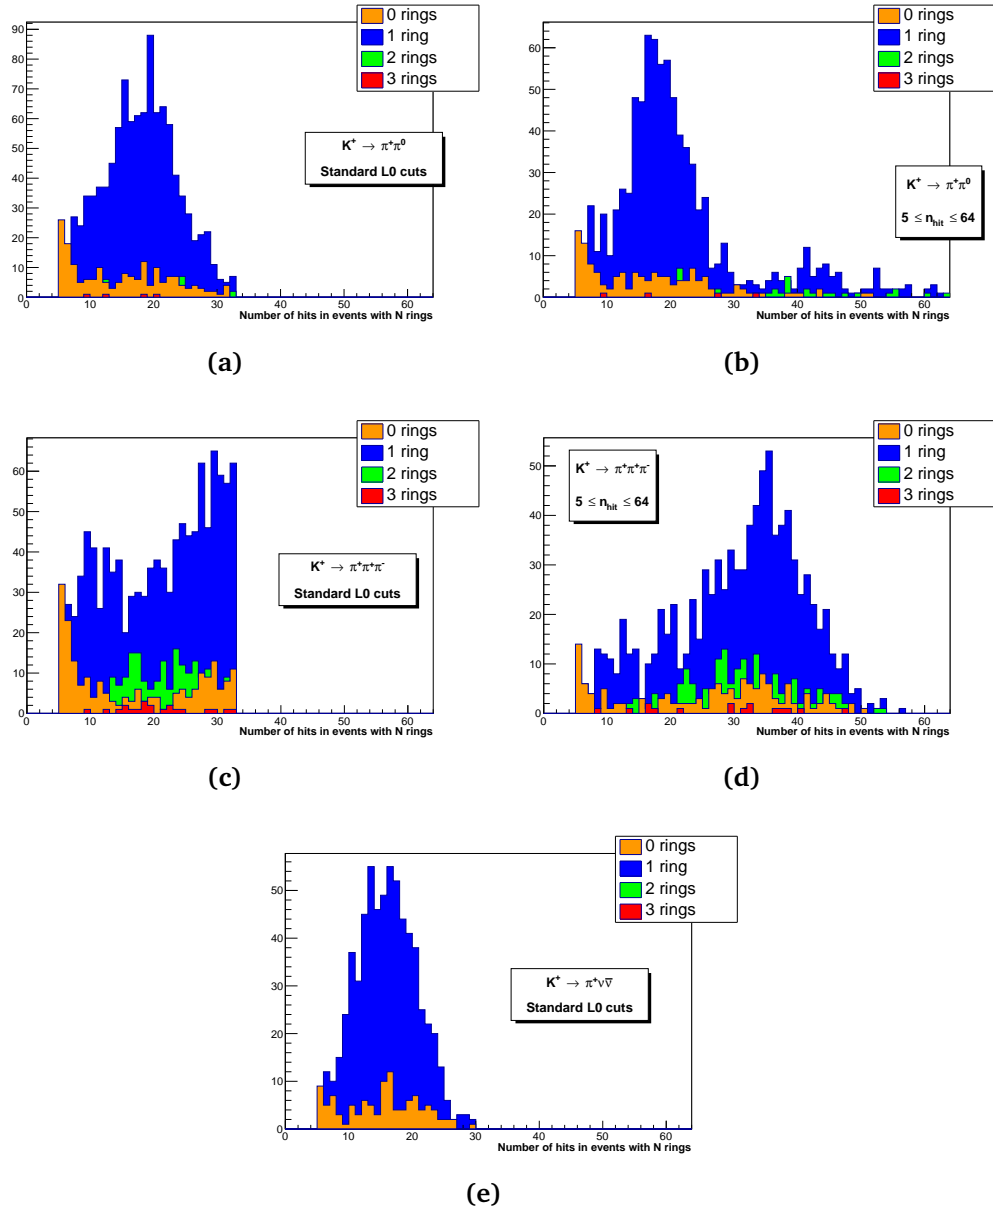 0 rings
1 ring
2 rings
3 rings
K⁺ → π⁺π⁰
Standard L0 cuts
90
80
70
60
50
40
30
20
10
0
0 10 20 30 40 50 60
Number of hits in events with N rings
(a)
0 rings
1 ring
2 rings
3 rings
K⁺ → π⁺π⁰
5 ≤ n_hit ≤ 64
60
50
40
30
20
10
0
0 10 20 30 40 50 60
Number of hits in events with N rings
(b)
0 rings
1 ring
2 rings
3 rings
K⁺ → π⁺π⁺π⁻
Standard L0 cuts
60
50
40
30
20
10
0
0 10 20 30 40 50 60
Number of hits in events with N rings
(c)
0 rings
1 ring
2 rings
3 rings
K⁺ → π⁺π⁺π⁻
5 ≤ n_hit ≤ 64
50
40
30
20
10
0
0 10 20 30 40 50 60
Number of hits in events with N rings
(d)
0 rings
1 ring
2 rings
3 rings
K⁺ → π⁺νν̅
Standard L0 cuts
50
40
30
20
10
0
0 10 20 30 40 50 60
Number of hits in events with N rings
(e)